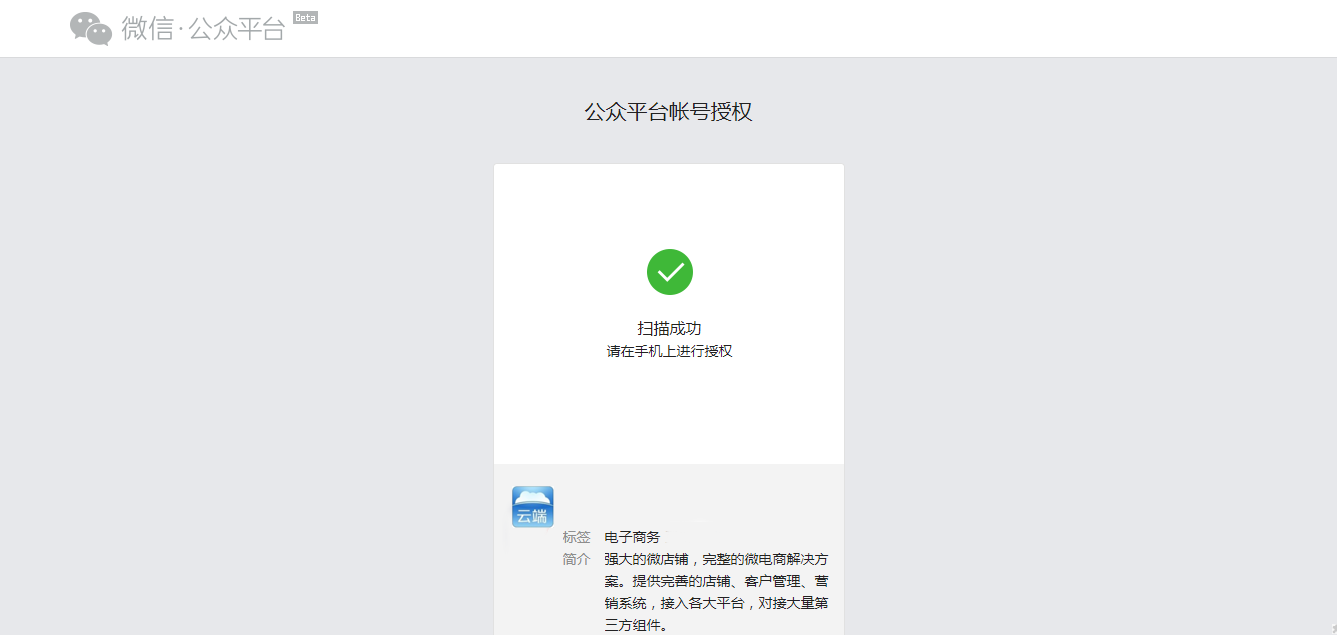 微信·公众平台 Beta
公众平台帐号授权
扫描成功
请在手机上进行授权
云端
标签 电子商务
简介 强大的微店铺，完整的微电商解决方
案。提供完善的店铺、客户管理、营
销系统，接入各大平台，对接大量第
三方组件。